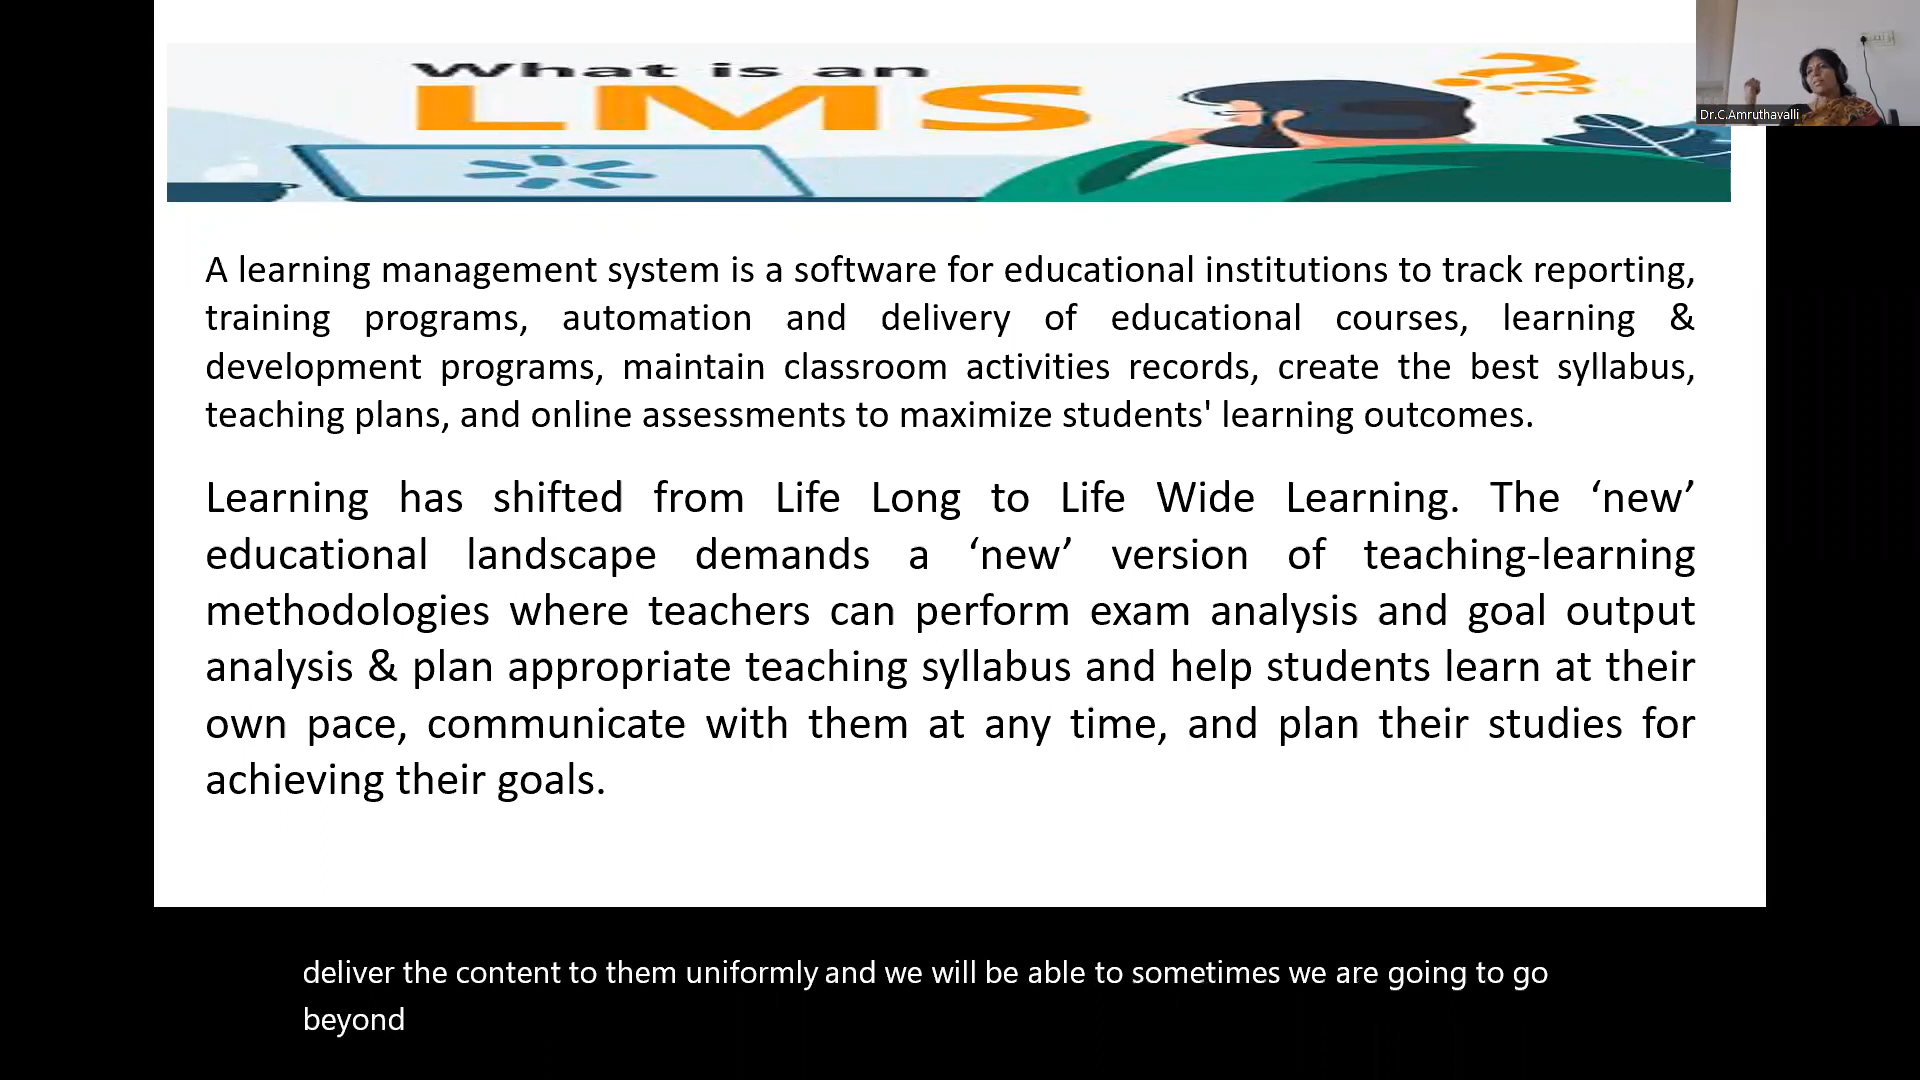 What is an
LMS
???
Dr.C.Amruthavalli
A learning management system is a software for educational institutions to track reporting,
training programs, automation and delivery of educational courses, learning &
development programs, maintain classroom activities records, create the best syllabus,
teaching plans, and online assessments to maximize students' learning outcomes.
Learning has shifted from Life Long to Life Wide Learning. The ‘new’
educational landscape demands a ‘new’ version of teaching-learning
methodologies where teachers can perform exam analysis and goal output
analysis & plan appropriate teaching syllabus and help students learn at their
own pace, communicate with them at any time, and plan their studies for
achieving their goals.
deliver the content to them uniformly and we will be able to sometimes we are going to go
beyond